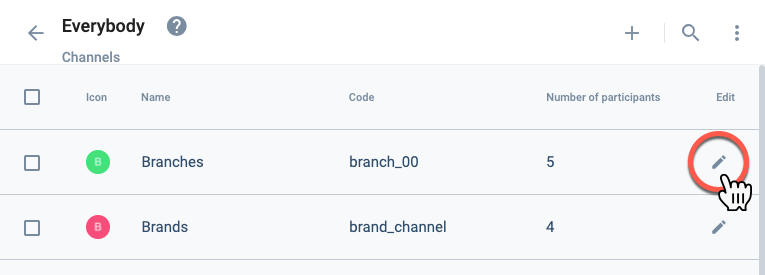 Everybody ?
Channels
Icon Name Code Number of participants Edit
B Branches branch_00 5
B Brands brand_channel 4